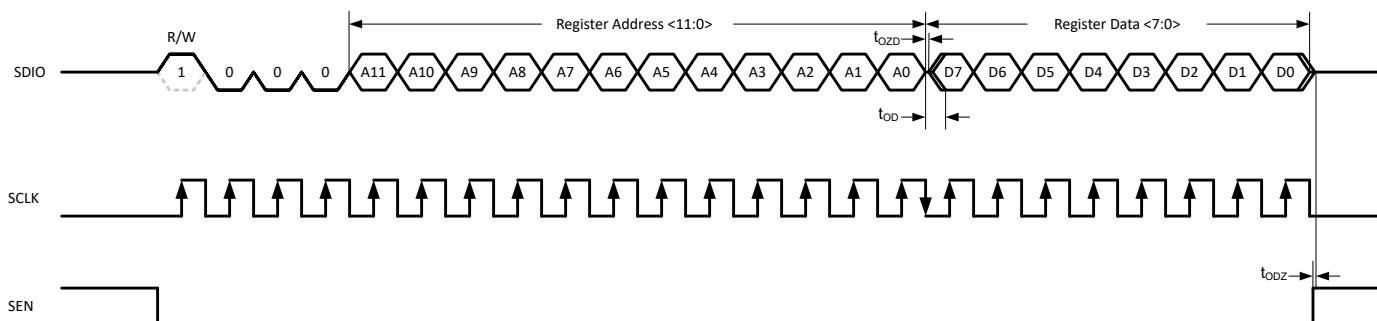 Register Address <11:0> Register Data <7:0>
R/W
tOZD
SDIO 1 0 0 0 A11 A10 A9 A8 A7 A6 A5 A4 A3 A2 A1 A0 D7 D6 D5 D4 D3 D2 D1 D0
tOD
SCLK
tODZ
SEN